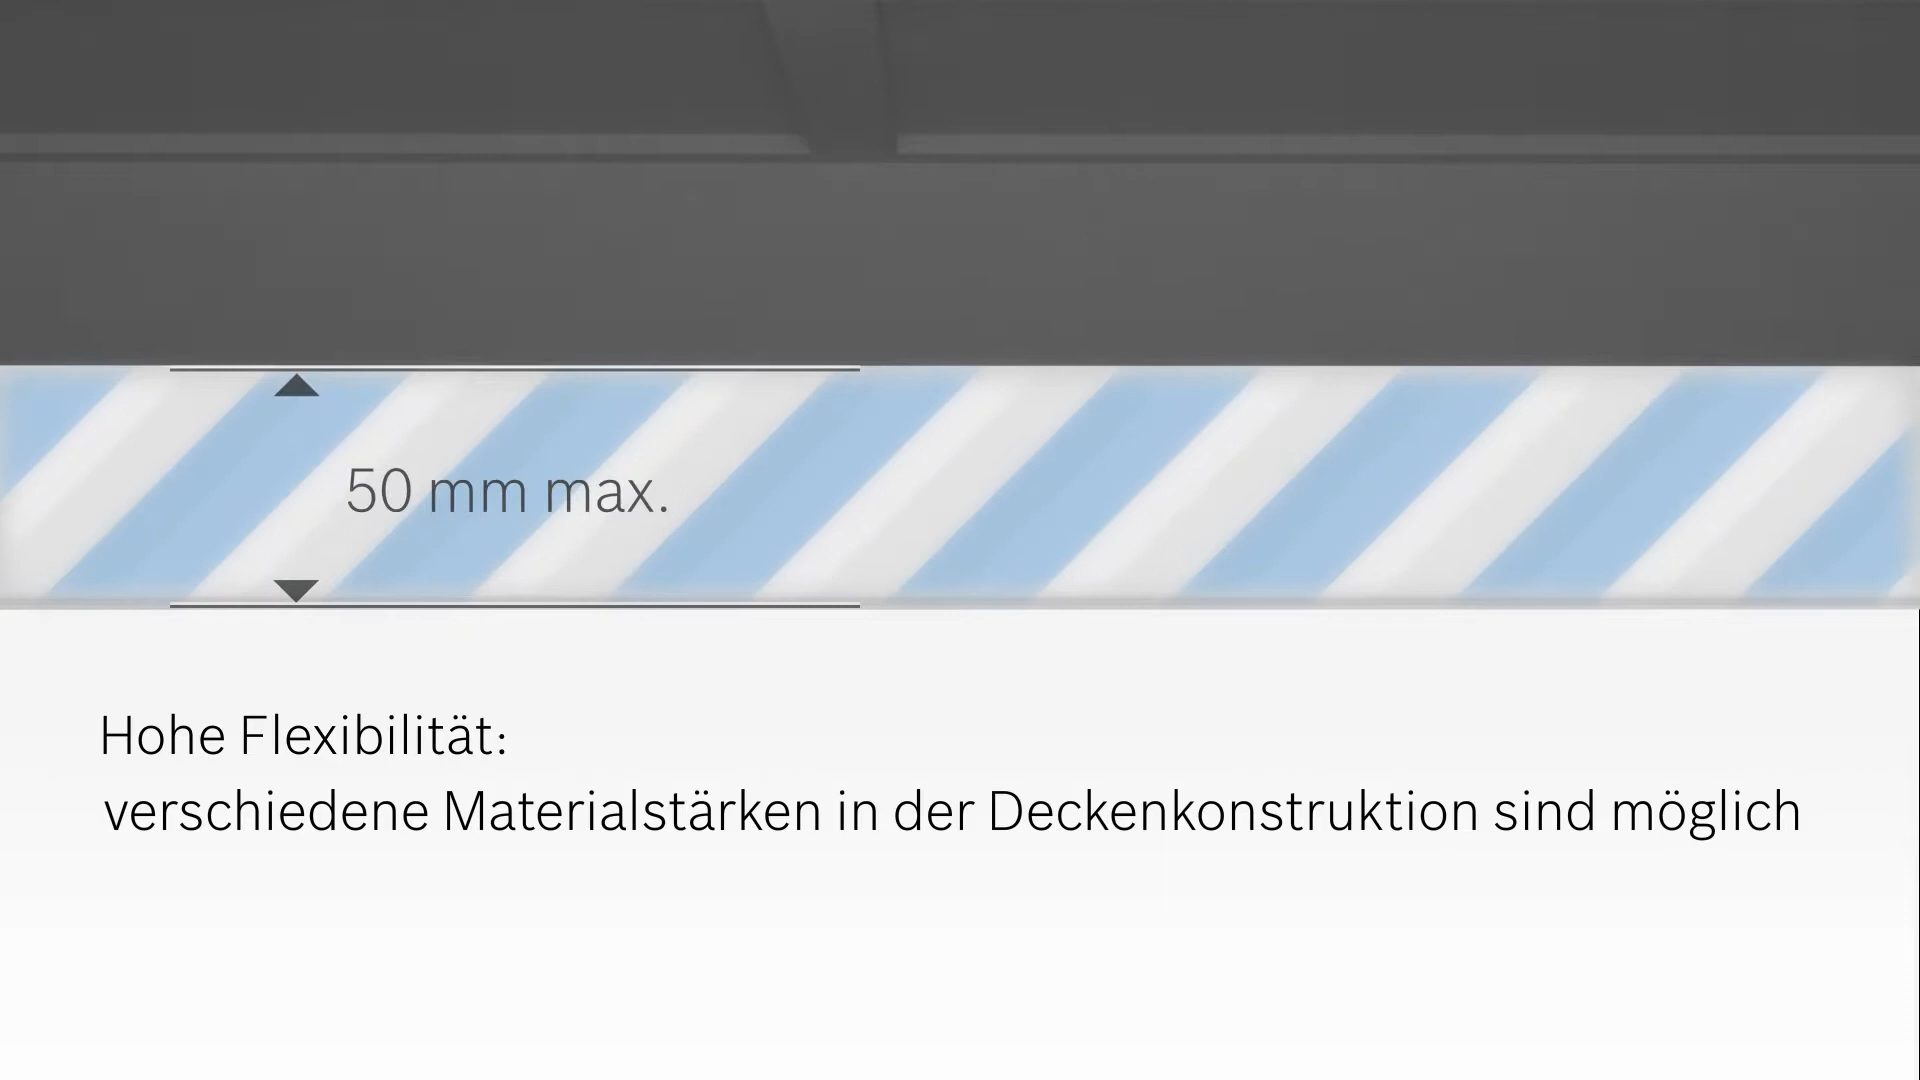 50 mm max.
Hohe Flexibilität:
verschiedene Materialstärken in der Deckenkonstruktion sind möglich